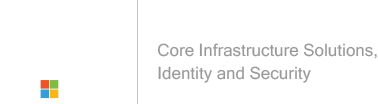 Core Infrastructure Solutions,
Identity and Security